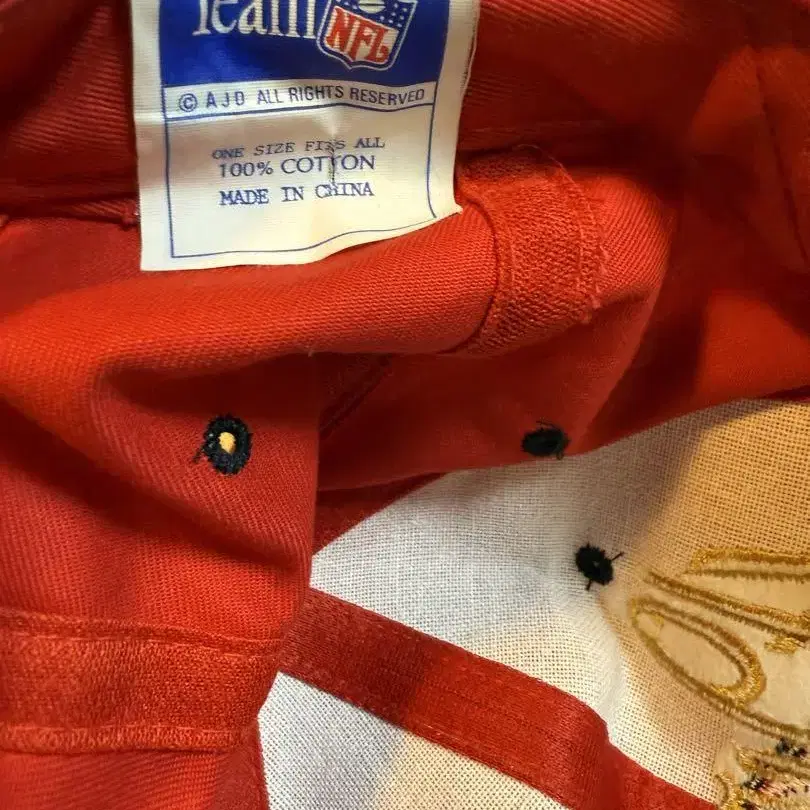 Team NFL
© AJD ALL RIGHTS RESERVED
ONE SIZE FITS ALL
100% COTTON
MADE IN CHINA